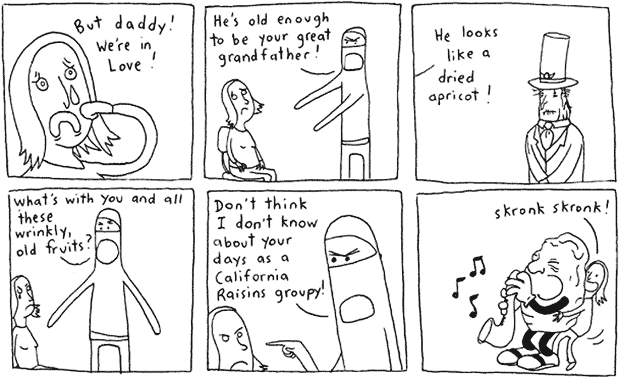 But daddy!
We're in
Love!
He's old enough
to be your great
grandfather!
He looks
like a
dried
apricot!
What's with you and all
these
wrinkly,
old fruits?
Don't think
I don't know
about your
days as a
California
Raisins groupy!
skronk skronk!